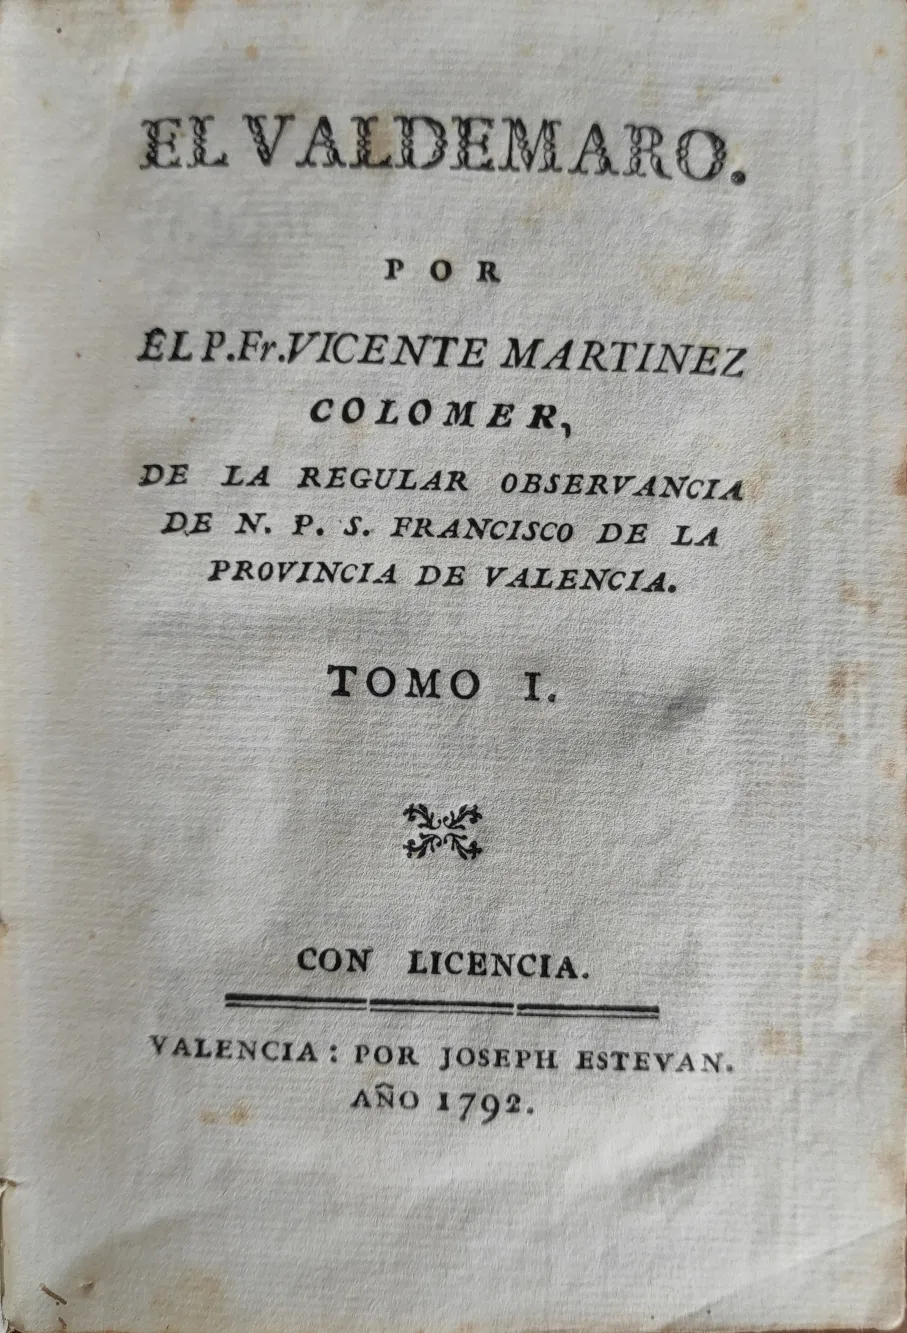 EL VALDEMARO.
POR
EL P.Fr.VICENTE MARTINEZ
COLOMER,
DE LA REGULAR OBSERVANCIA
DE N. P. S. FRANCISCO DE LA
PROVINCIA DE VALENCIA.
TOMO I.
CON LICENCIA.
VALENCIA: POR JOSEPH ESTEVAN.
AÑO 1792.